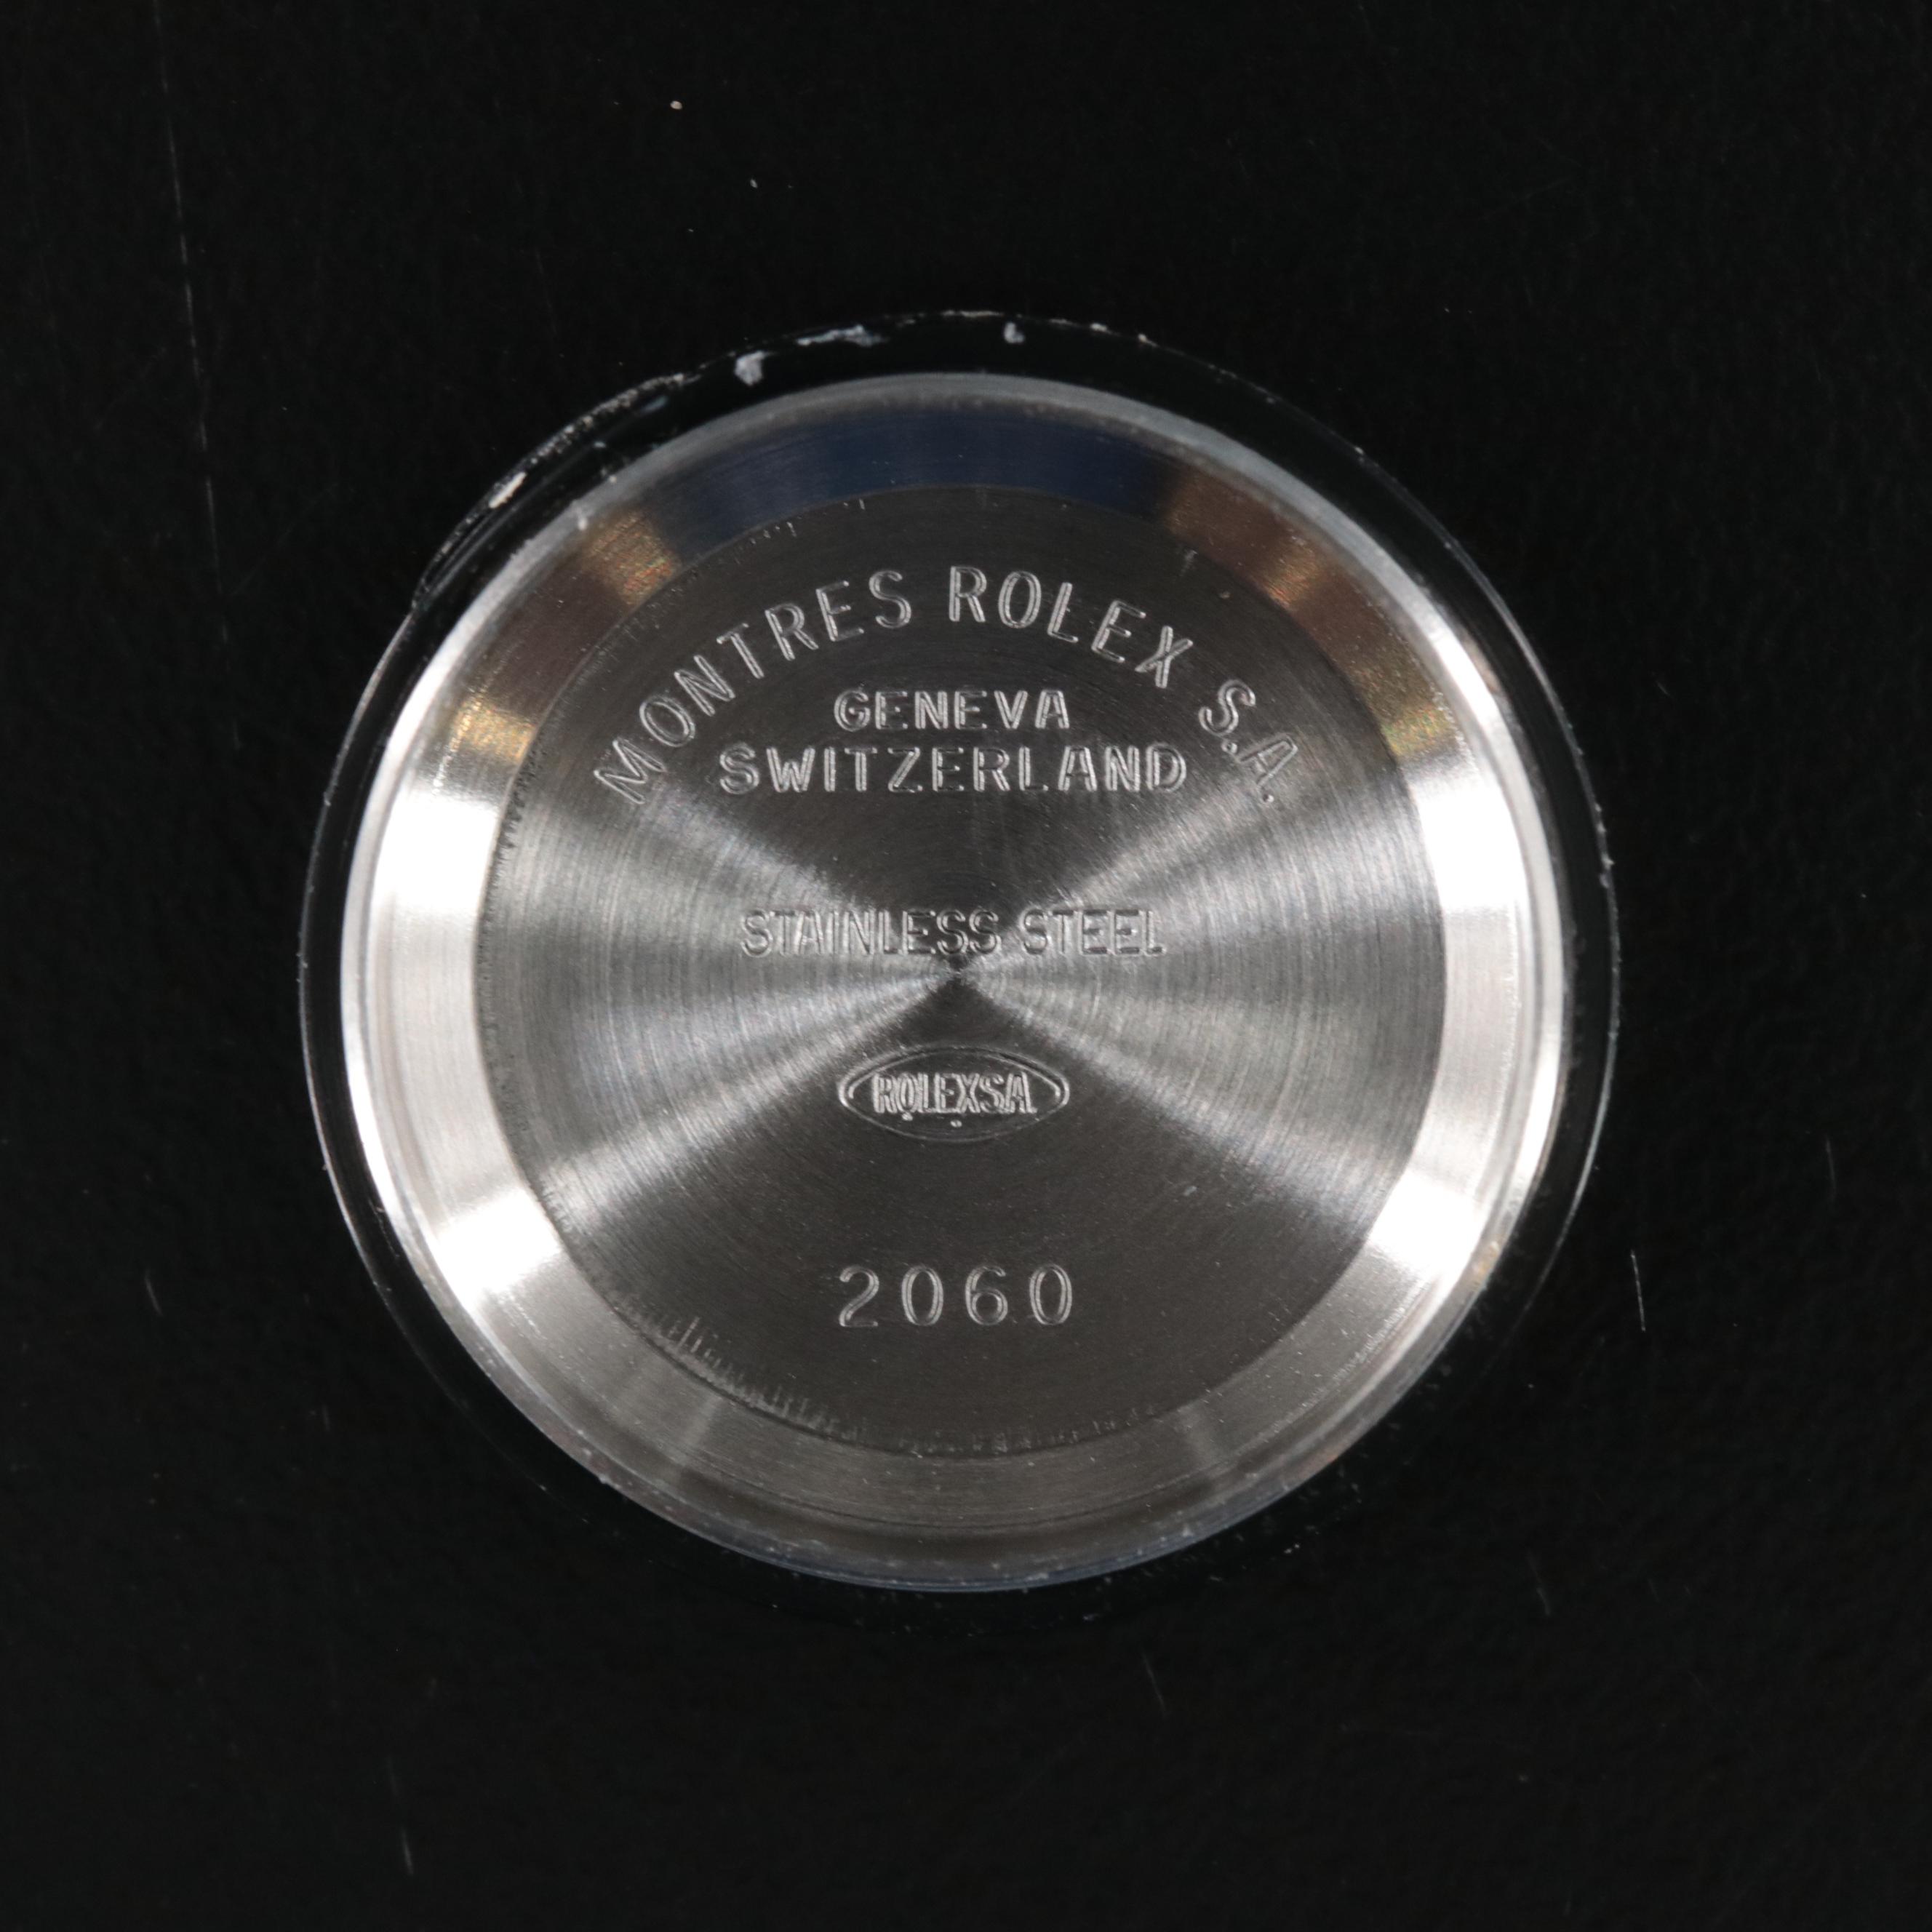 MONTRES ROLEX S.A.
GENEVA
SWITZERLAND
STAINLESS STEEL
ROLEXSA
2060